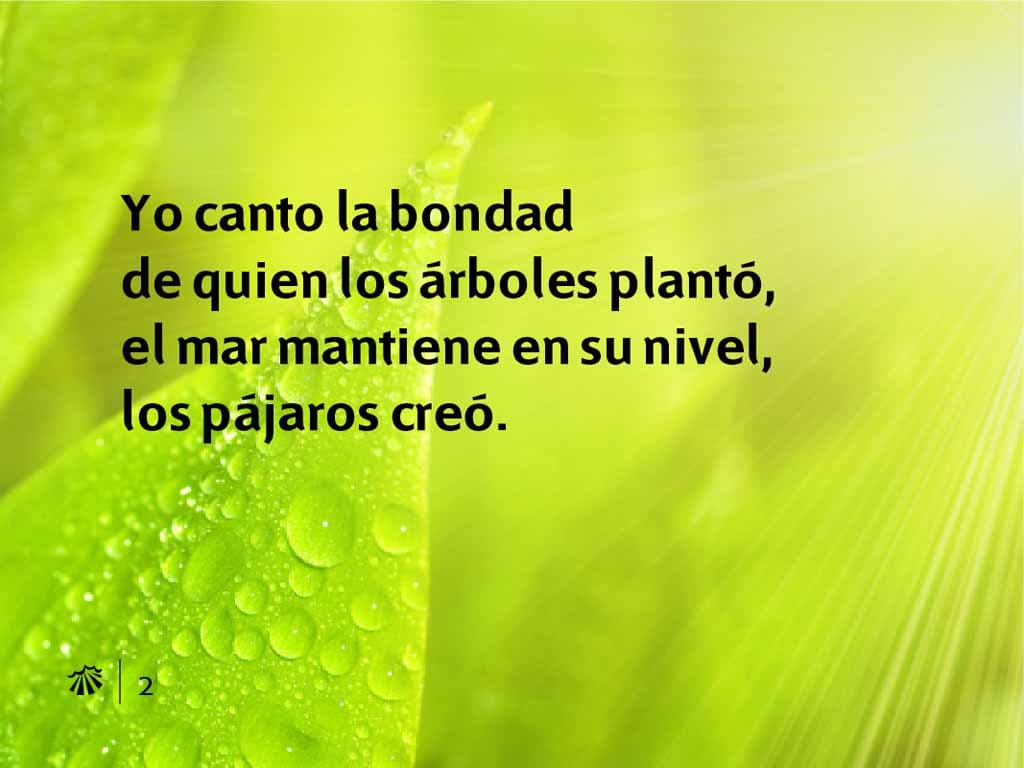 Yo canto la bondad
de quien los árboles plantó,
el mar mantiene en su nivel,
los pájaros creó.
2